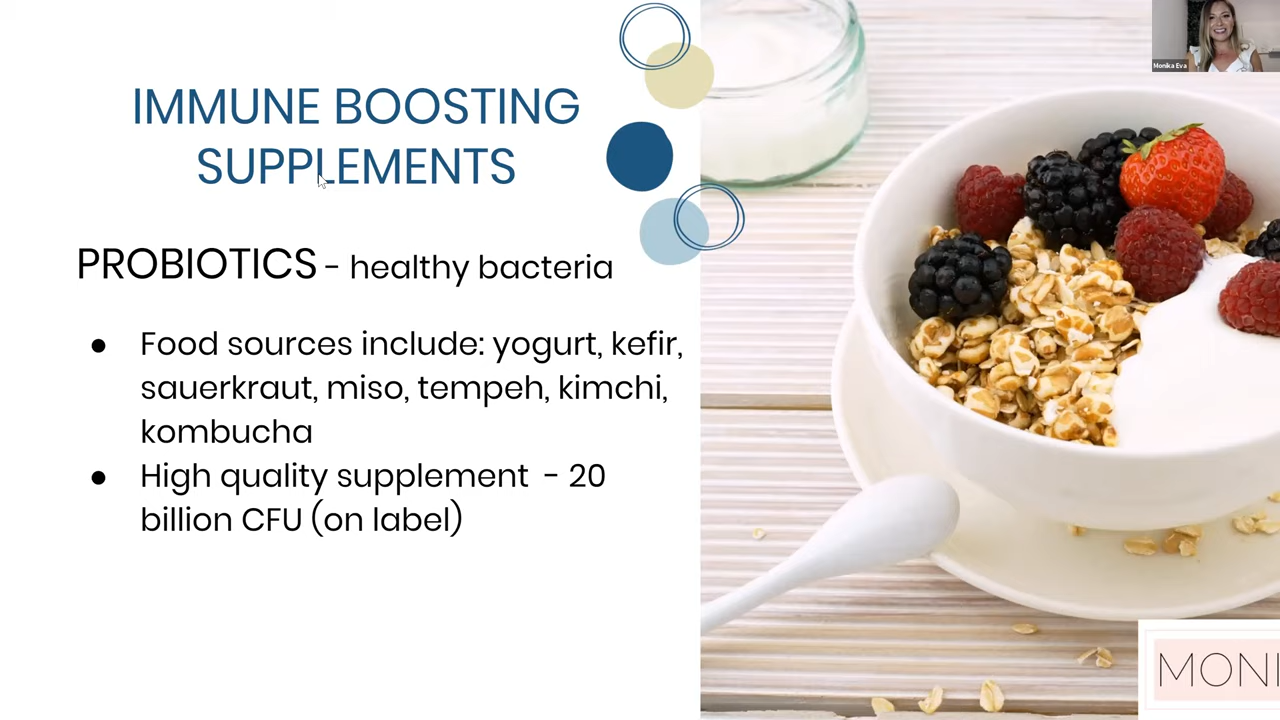 IMMUNE BOOSTING
SUPPLEMENTS
PROBIOTICS - healthy bacteria
● Food sources include: yogurt, kefir,
sauerkraut, miso, tempeh, kimchi,
kombucha
● High quality supplement - 20
billion CFU (on label)
Monika Eva
MONI